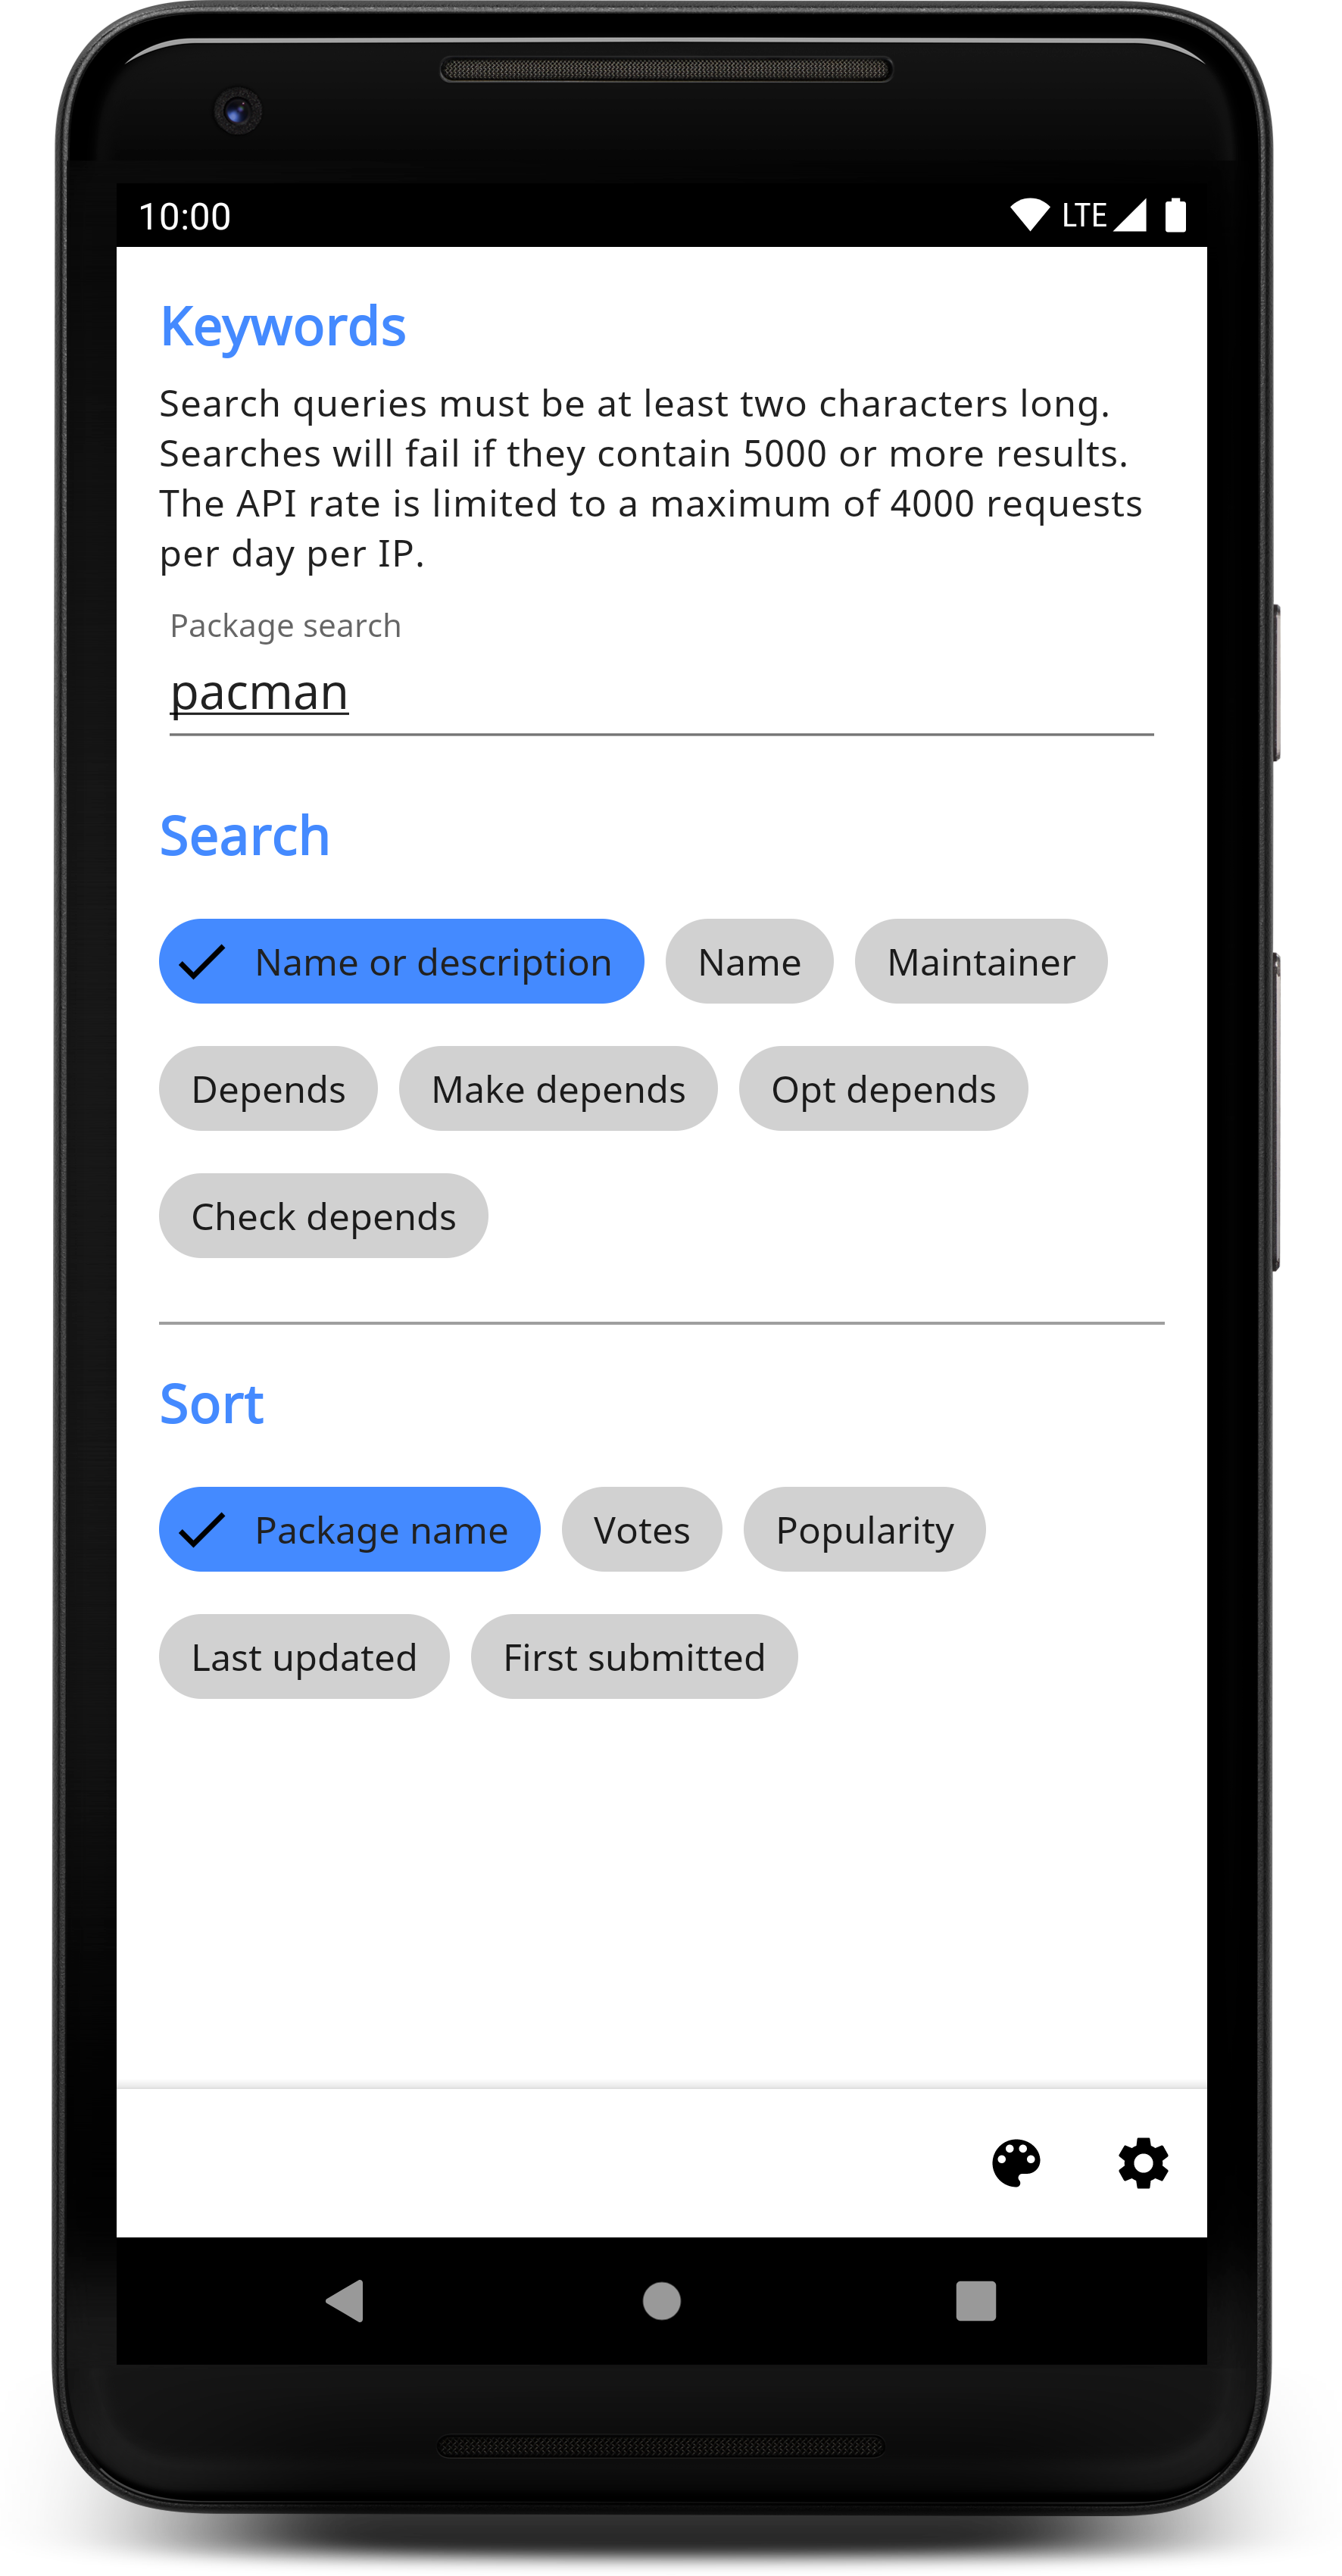 10:00 LTE
Keywords
Search queries must be at least two characters long.
Searches will fail if they contain 5000 or more results.
The API rate is limited to a maximum of 4000 requests
per day per IP.
Package search
pacman
Search
Name or description Name Maintainer
Depends Make depends Opt depends
Check depends
Sort
Package name Votes Popularity
Last updated First submitted